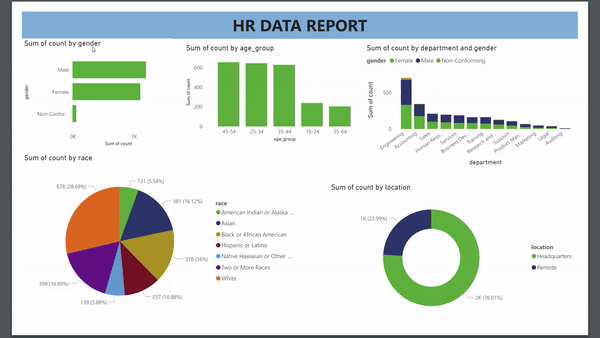 HR DATA REPORT
Sum of count by gender
gender
Male
Female
Non-Confor...
0K
1K
Sum of count
Sum of count by age_group
Sum of count
600
400
200
0
45-54
25-34
35-44
18-24
55-64
age_group
Sum of count by department and gender
gender
Female
Male
Non-Conforming
Sum of count
500
0
Engineering
Accounting
Sales
Human Reso...
Services
Business Dev...
Training
Research and...
Support
Product Man...
Marketing
Legal
Auditing
department
Sum of count by race
678 (28.69%)
131 (5.54%)
381 (16.12%)
378 (16%)
257 (10.88%)
139 (5.88%)
399 (16.89%)
race
American Indian or Alaska ...
Asian
Black or African American
Hispanic or Latino
Native Hawaiian or Other ...
Two or More Races
White
Sum of count by location
1K (23.99%)
2K (76.01%)
location
Headquarters
Remote